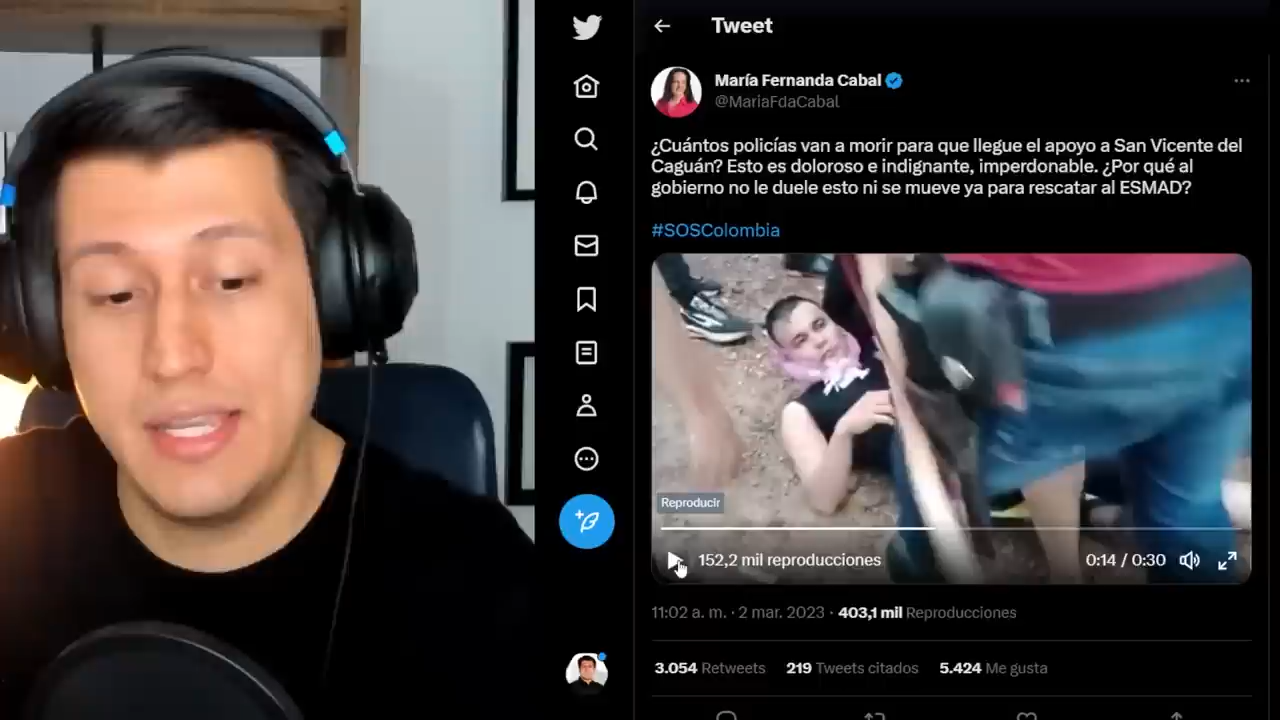 Tweet
María Fernanda Cabal
@MariaFdaCabal
¿Cuántos policías van a morir para que llegue el apoyo a San Vicente del
Caguán? Esto es doloroso e indignante, imperdonable. ¿Por qué al
gobierno no le duele esto ni se mueve ya para rescatar al ESMAD?
#SOSColombia
Reproducir
152,2 mil reproducciones 0:14 / 0:30
11:02 a. m. · 2 mar. 2023 · 403,1 mil Reproducciones
3.054 Retweets 219 Tweets citados 5.424 Me gusta